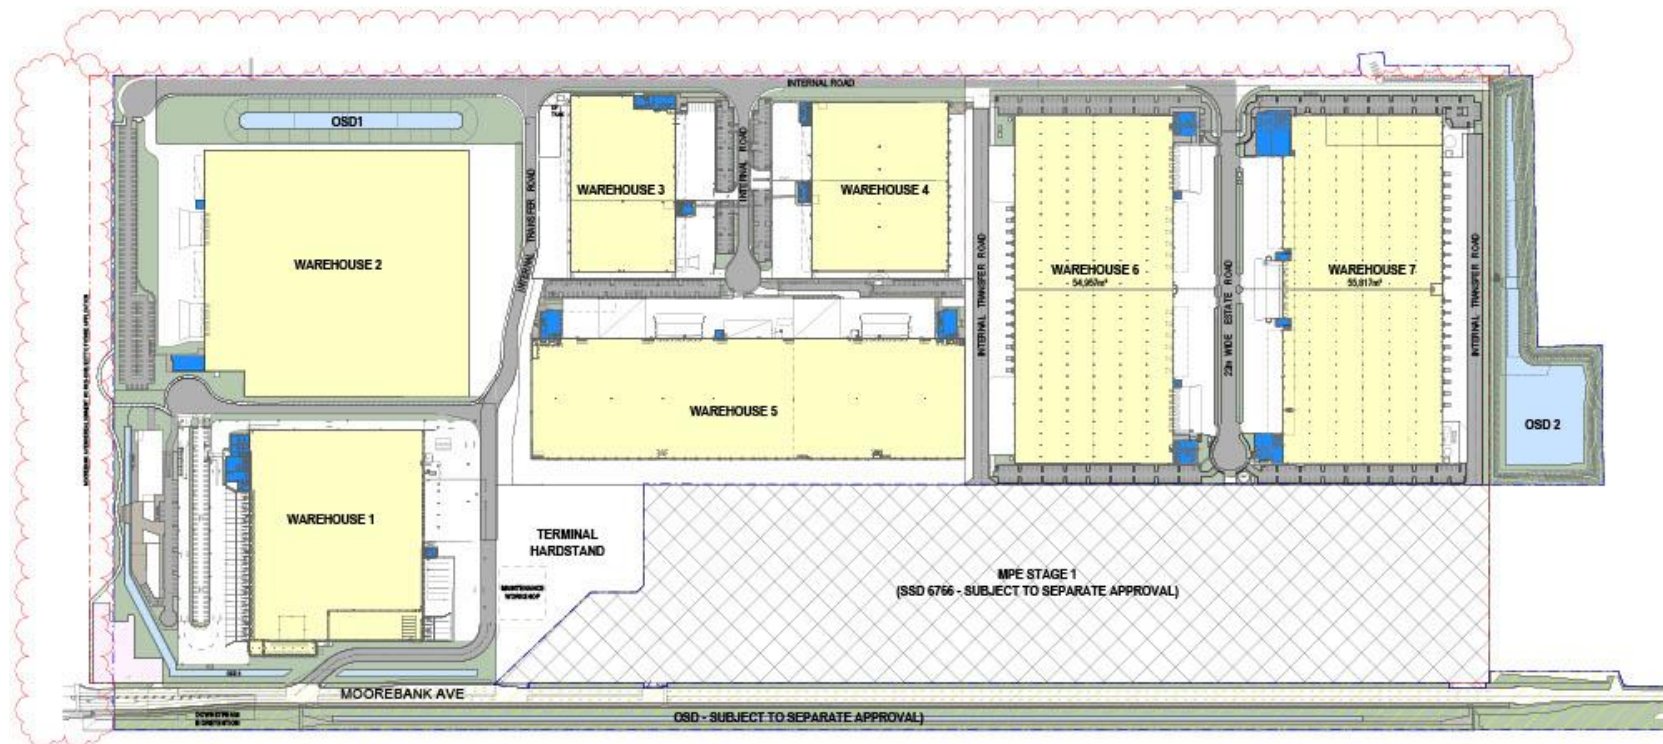 INTERNAL ROAD
OSD1
WAREHOUSE 3
INTERNAL ROAD
WAREHOUSE 4
INTERNAL TRANSFER ROAD
WAREHOUSE 2
INTERNAL TRANSFER ROAD
WAREHOUSE 6
54,957m²
22m WIDE ESTATE ROAD
WAREHOUSE 7
55,817m²
INTERNAL TRANSFER ROAD
WAREHOUSE 5
OSD 2
WAREHOUSE 1
TERMINAL
HARDSTAND
MAINTENANCE
WORKSHOP
MPE STAGE 1
(SSD 6766 - SUBJECT TO SEPARATE APPROVAL)
MOOREBANK AVE
OSD - SUBJECT TO SEPARATE APPROVAL)